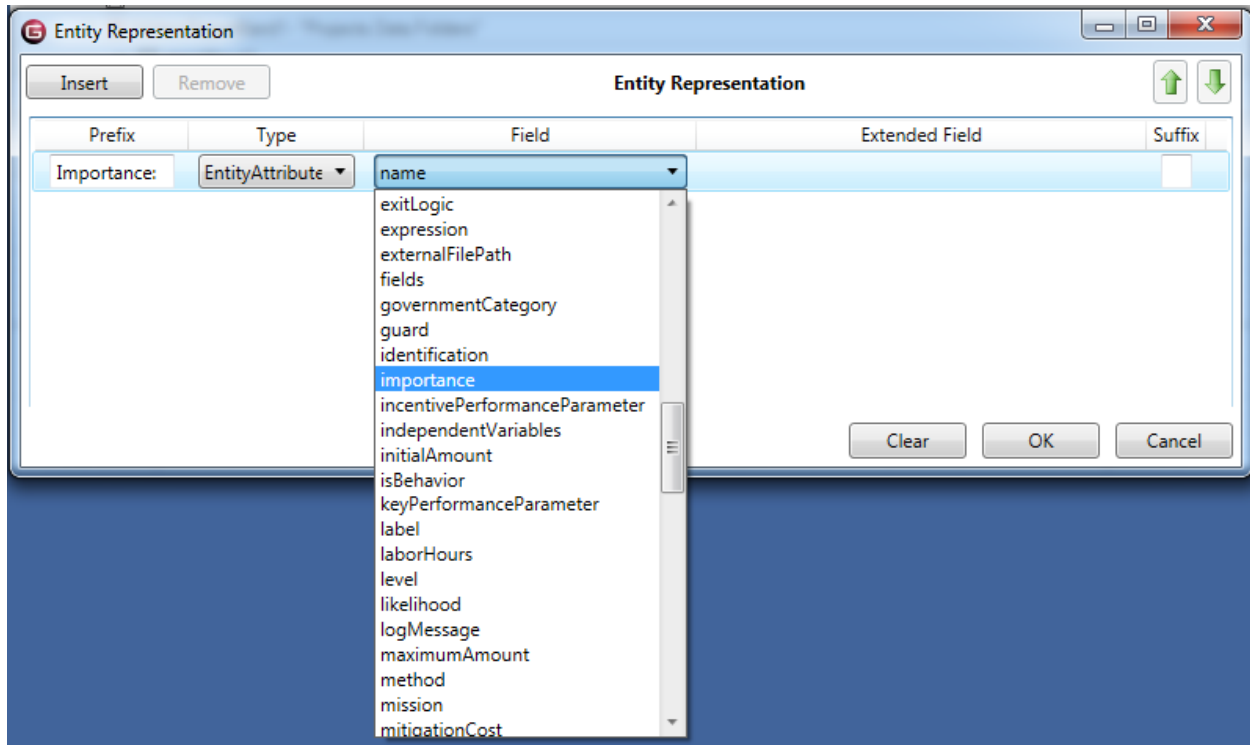 Entity Representation
Insert Remove Entity Representation
Prefix Type Field Extended Field Suffix
Importance: EntityAttribute name
exitLogic
expression
externalFilePath
fields
governmentCategory
guard
identification
importance
incentivePerformanceParameter
independentVariables
initialAmount
isBehavior
keyPerformanceParameter
label
laborHours
level
likelihood
logMessage
maximumAmount
method
mission
mitigationCost
Clear OK Cancel